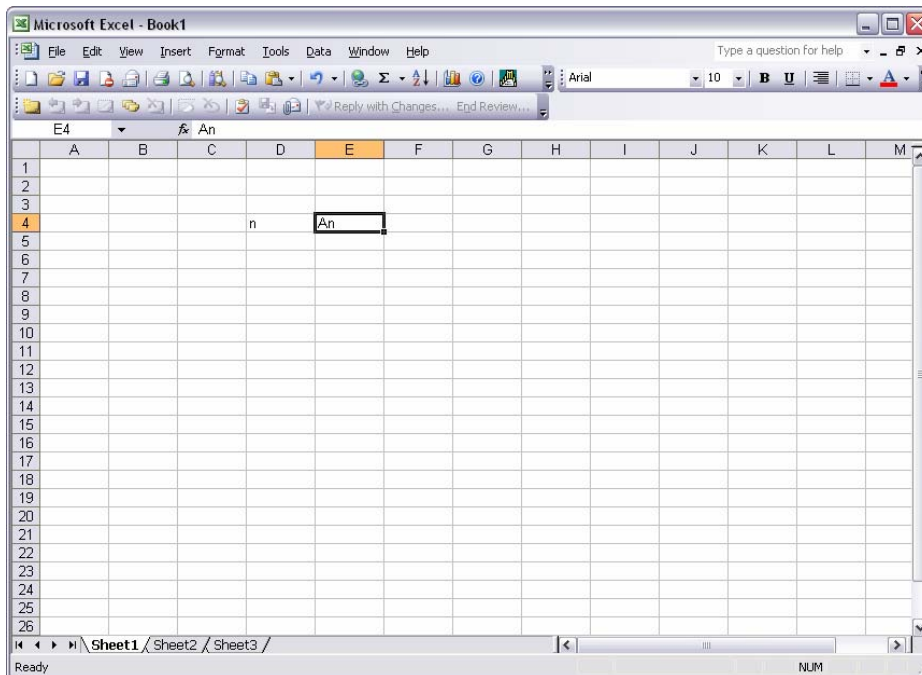 Microsoft Excel - Book1
File Edit View Insert Format Tools Data Window Help Type a question for help
Arial 10 B U A
Reply with Changes... End Review...
E4 fx An
A B C D E F G H I J K L M
1
2
3
4 n An
5
6
7
8
9
10
11
12
13
14
15
16
17
18
19
20
21
22
23
24
25
26
Sheet1 Sheet2 Sheet3
Ready NUM